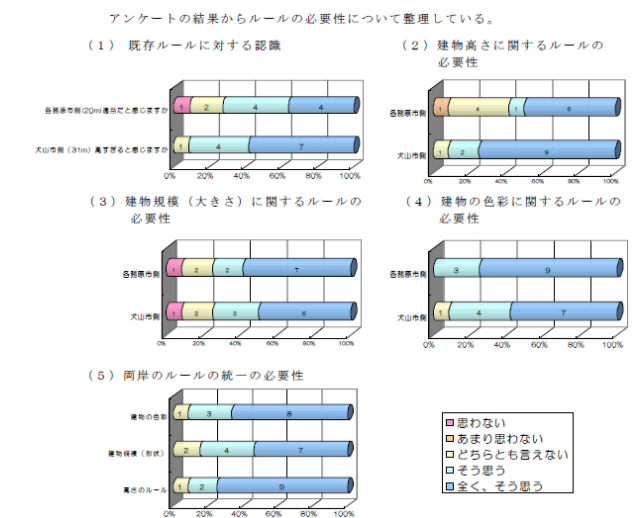 アンケートの結果からルールの必要性について整理している。
（1） 既存ルールに対する認識
各務原市側（20m）適当だと感じますか
1 2 4 4
犬山市側（31m）高すぎると感じますか
1 4 7
0% 20% 40% 60% 80% 100%
（2）建物高さに関するルールの
必要性
各務原市側
1 4 1 6
犬山市側
1 2 9
0% 20% 40% 60% 80% 100%
（3）建物規模（大きさ）に関するルールの
必要性
各務原市側
1 2 2 7
犬山市側
1 2 3 6
0% 20% 40% 60% 80% 100%
（4）建物の色彩に関するルールの
必要性
各務原市側
3 9
犬山市側
1 4 7
0% 20% 40% 60% 80% 100%
（5）両岸のルールの統一の必要性
建物の色彩
1 3 8
建物規模（形状）
2 4 7
高さのルール
1 2 9
0% 20% 40% 60% 80% 100%
思わない
あまり思わない
どちらとも言えない
そう思う
全く、そう思う